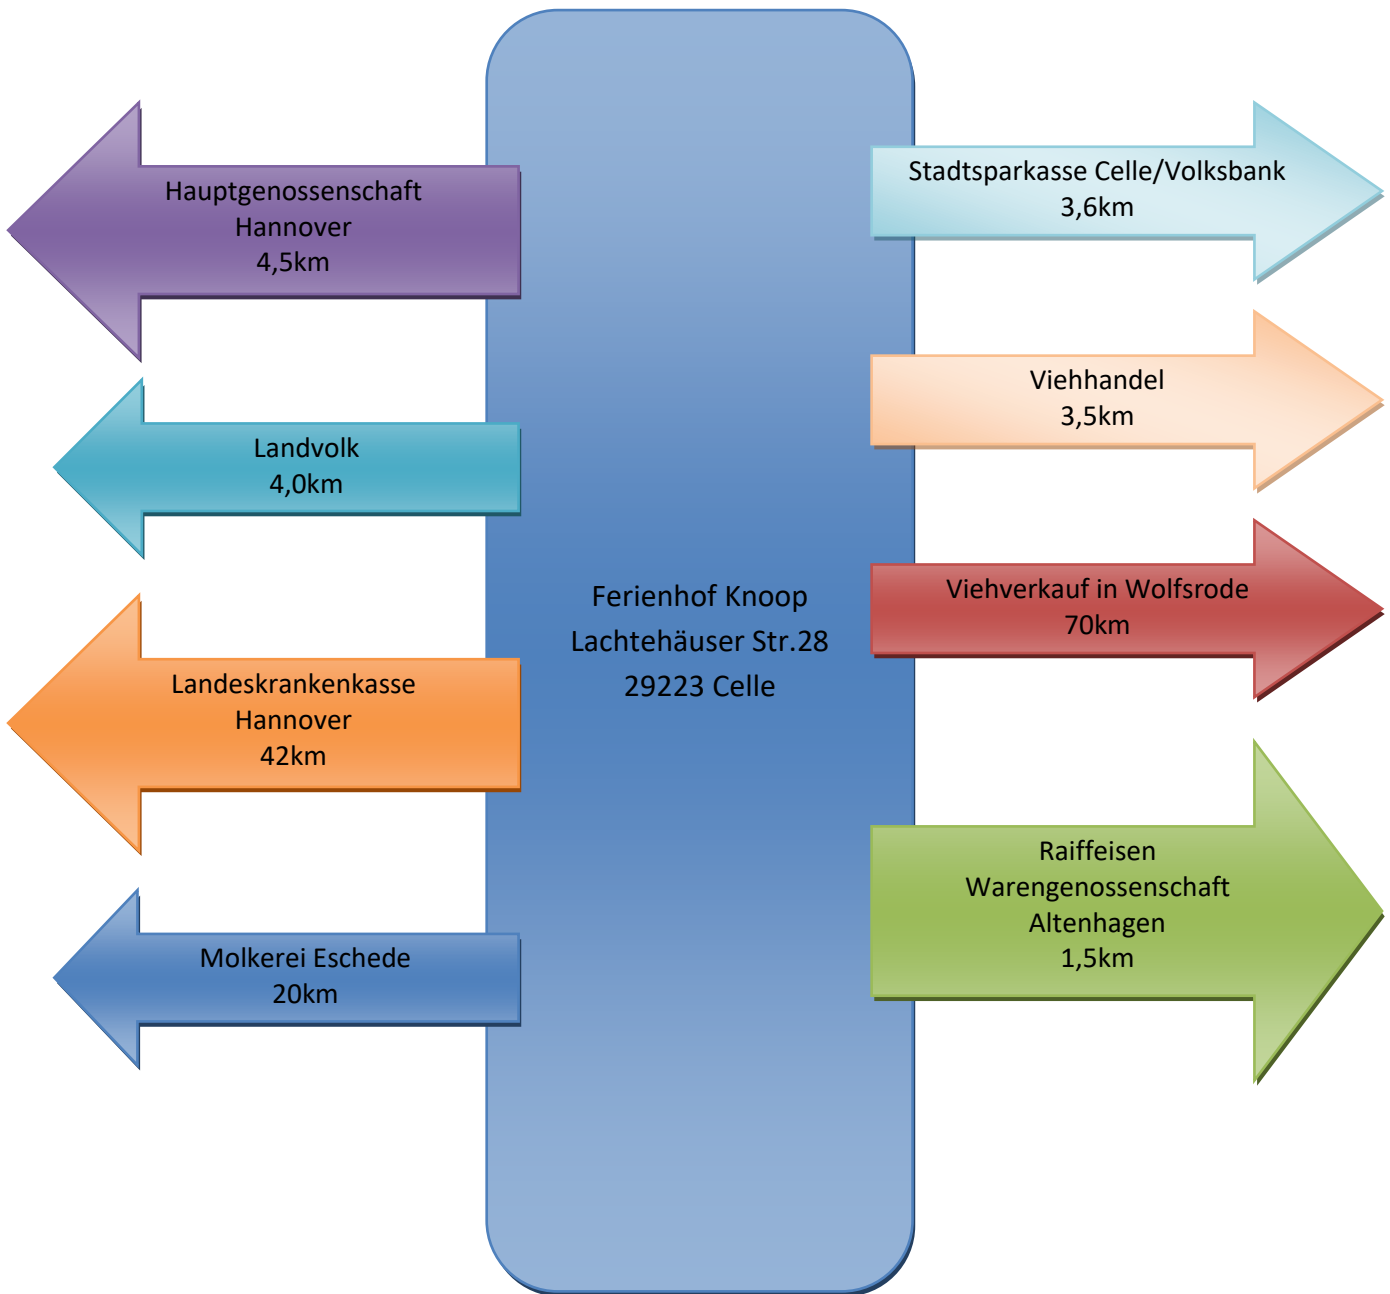 Hauptgenossenschaft
Hannover
4,5km
Landvolk
4,0km
Landeskrankenkasse
Hannover
42km
Molkerei Eschede
20km
Ferienhof Knoop
Lachtehäuser Str.28
29223 Celle
Stadtsparkasse Celle/Volksbank
3,6km
Viehhandel
3,5km
Viehverkauf in Wolfsrode
70km
Raiffeisen
Warengenossenschaft
Altenhagen
1,5km